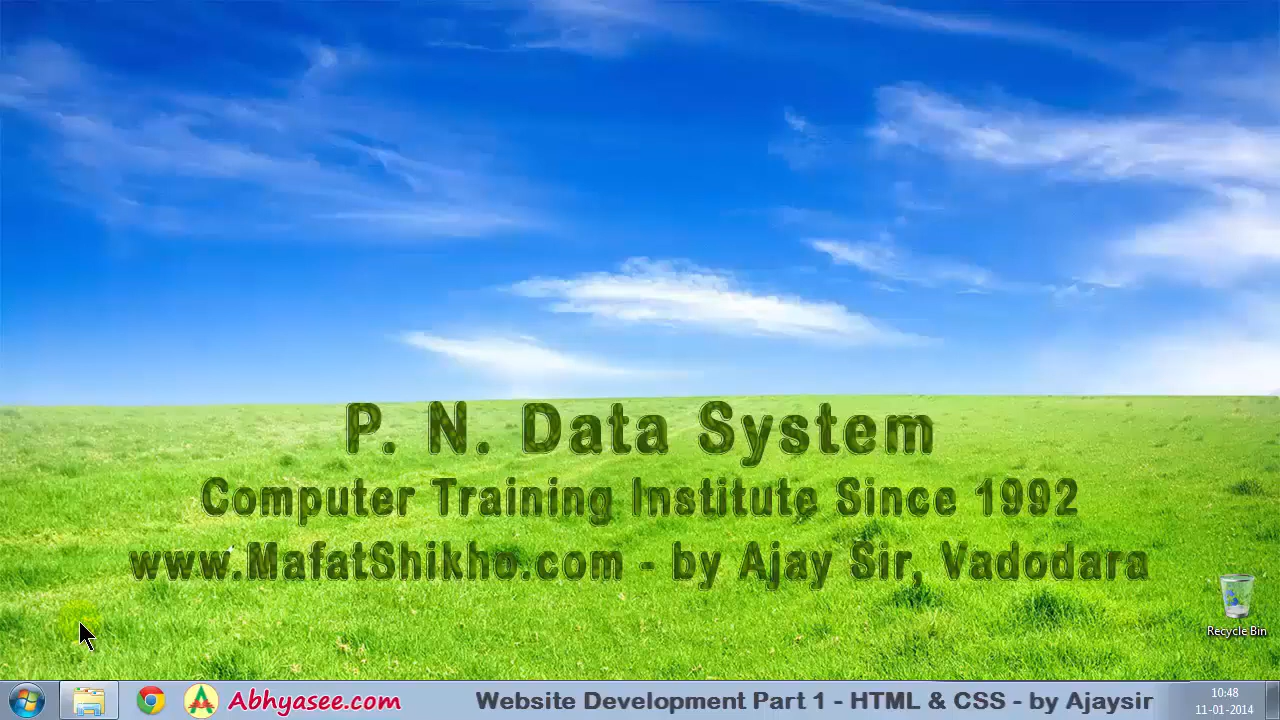 P. N. Data System
Computer Training Institute Since 1992
www.MafatShikho.com - by Ajay Sir, Vadodara
Recycle Bin
Abhyasee.com
Website Development Part 1 - HTML & CSS - by Ajaysir
10:48
11-01-2014